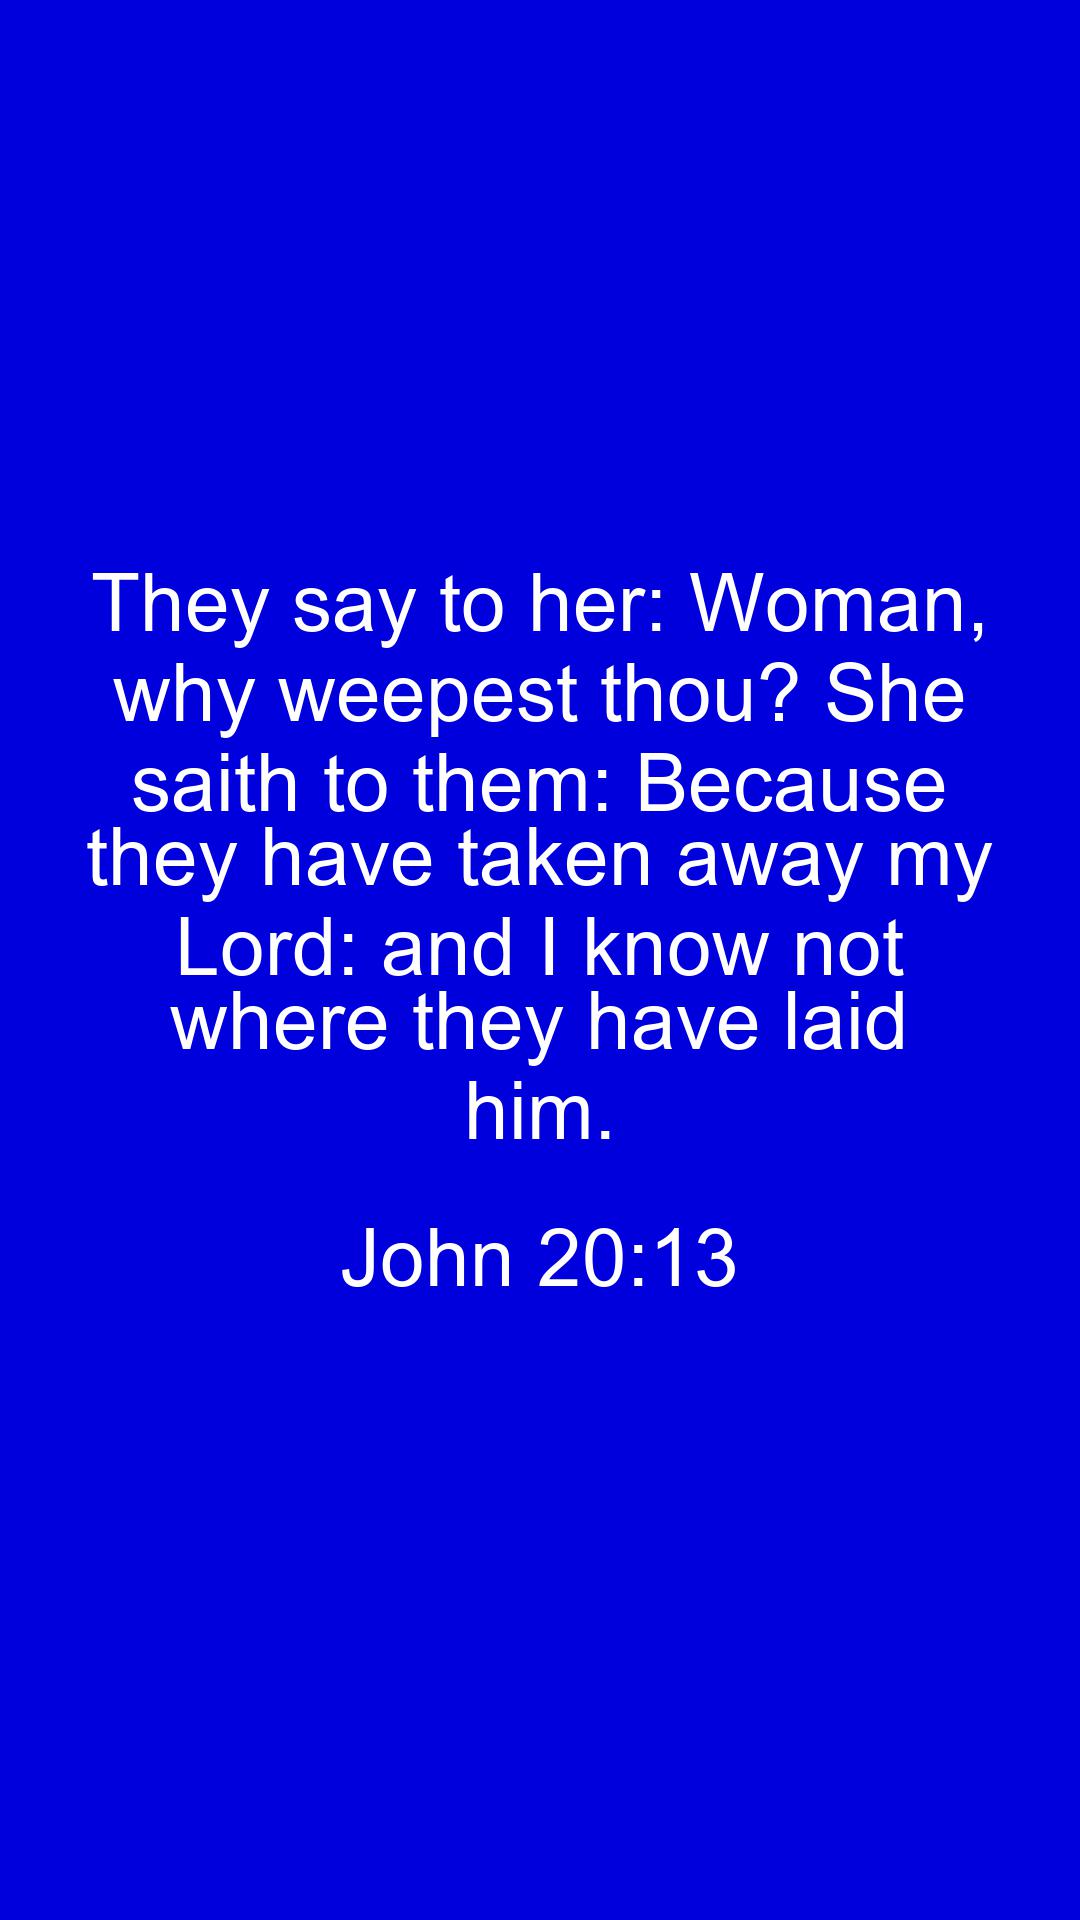 They say to her: Woman,
why weepest thou? She
saith to them: Because
they have taken away my
Lord: and I know not
where they have laid
him.
John 20:13